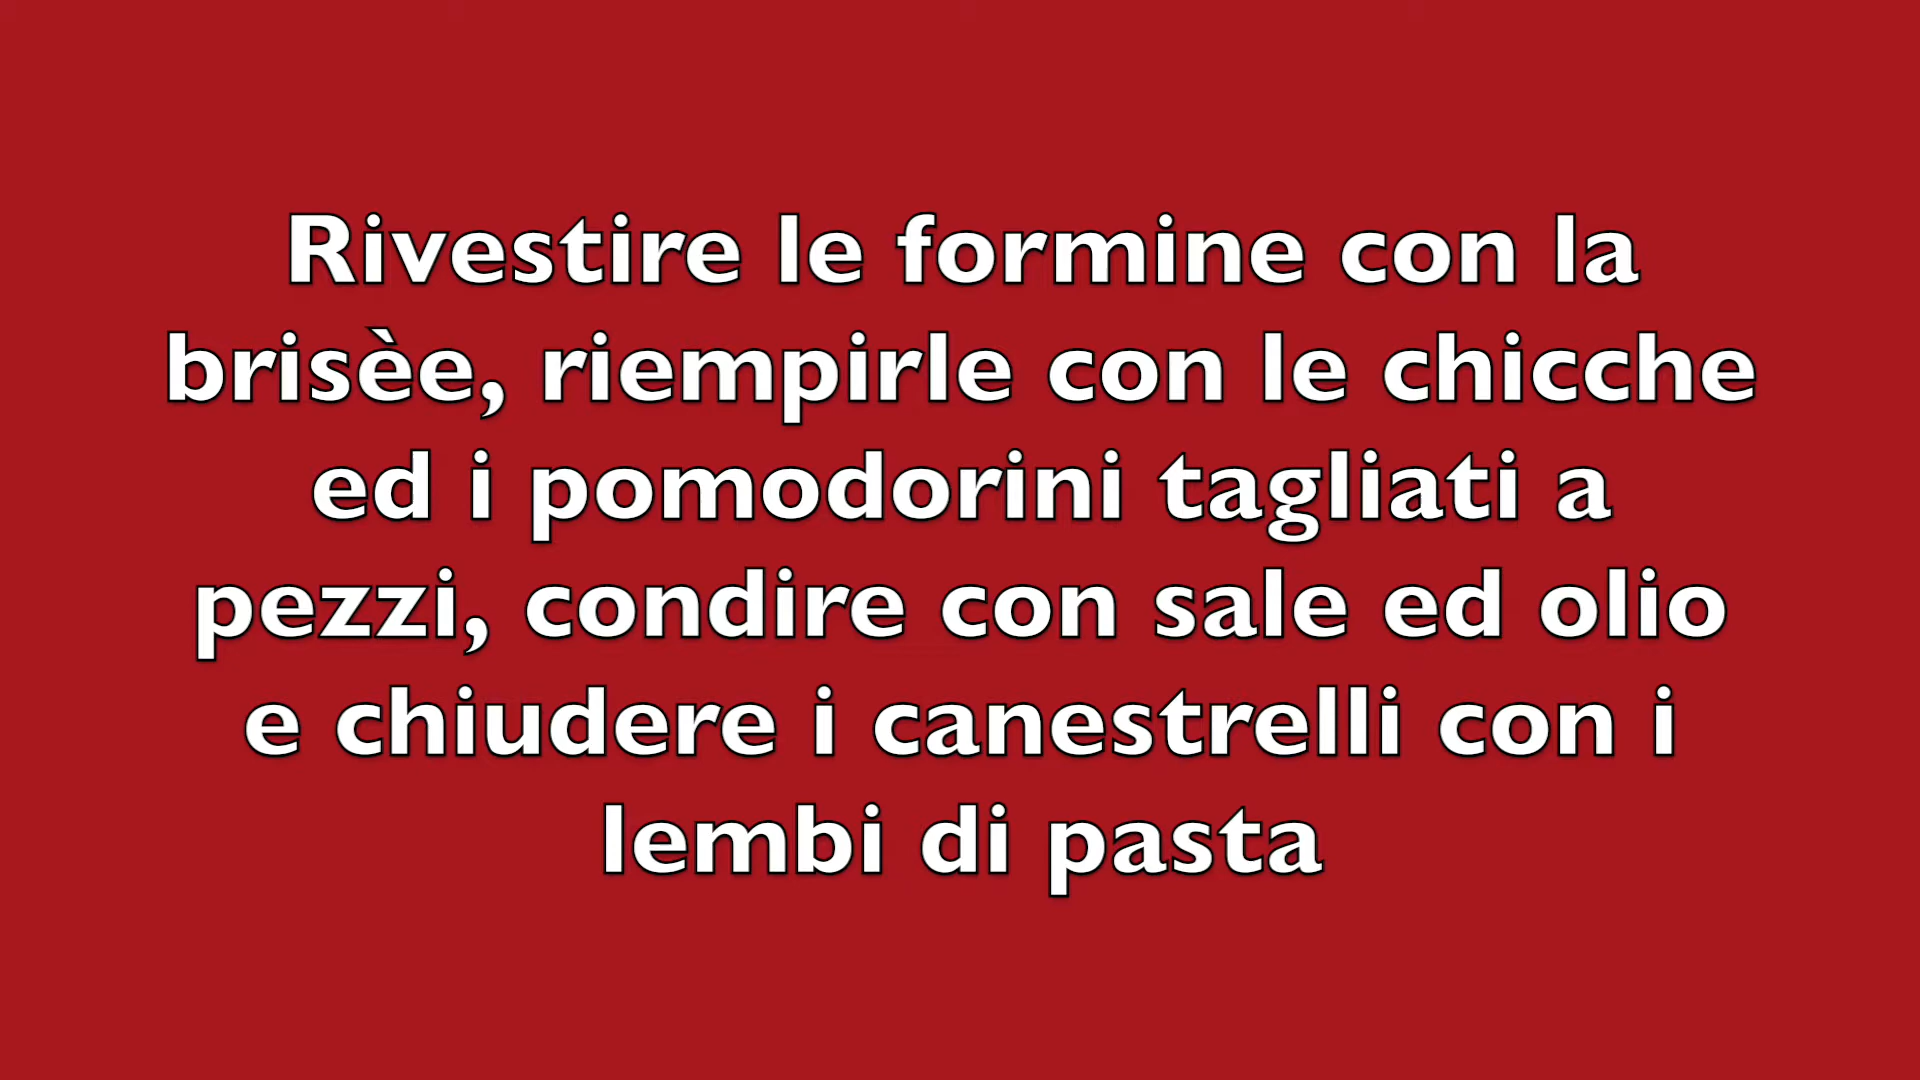 Rivestire le formine con la
brisèe, riempirle con le chicche
ed i pomodorini tagliati a
pezzi, condire con sale ed olio
e chiudere i canestrelli con i
lembi di pasta